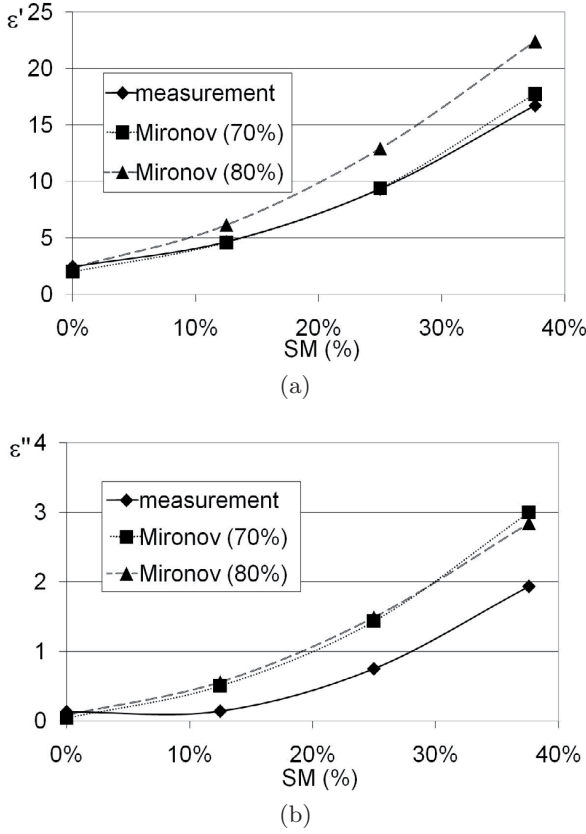 ε'
25
20
15
10
5
0
measurement
Mironov (70%)
Mironov (80%)
0% 10% 20% 30% 40%
SM (%)
(a)
ε"
4
3
2
1
0
measurement
Mironov (70%)
Mironov (80%)
0% 10% 20% 30% 40%
SM (%)
(b)